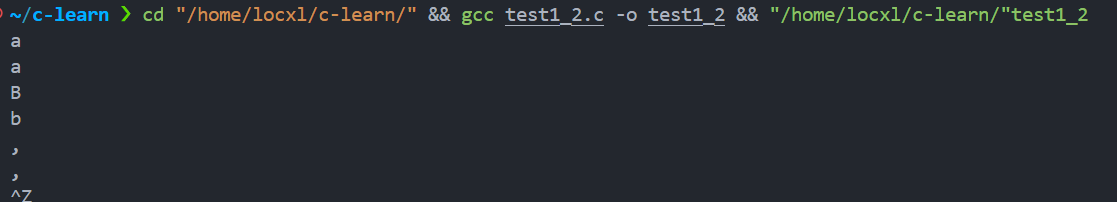 ~/c-learn ❯ cd "/home/locxl/c-learn/" && gcc test1_2.c -o test1_2 && "/home/locxl/c-learn/"test1_2
a
a
B
b
,
,
^Z